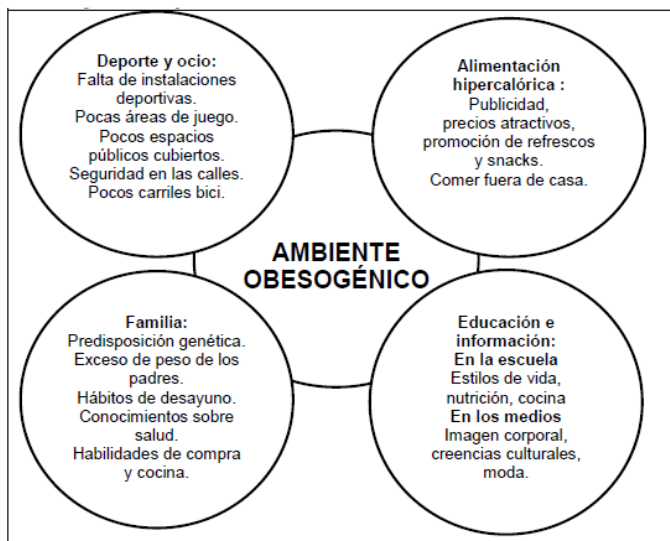 Deporte y ocio:
Falta de instalaciones
deportivas.
Pocas áreas de juego.
Pocos espacios
públicos cubiertos.
Seguridad en las calles.
Pocos carriles bici.
Alimentación
hipercalórica :
Publicidad,
precios atractivos,
promoción de refrescos
y snacks.
Comer fuera de casa.
AMBIENTE
OBESOGÉNICO
Familia:
Predisposición genética.
Exceso de peso de los
padres.
Hábitos de desayuno.
Conocimientos sobre
salud.
Habilidades de compra
y cocina.
Educación e
información:
En la escuela
Estilos de vida,
nutrición, cocina
En los medios
Imagen corporal,
creencias culturales,
moda.